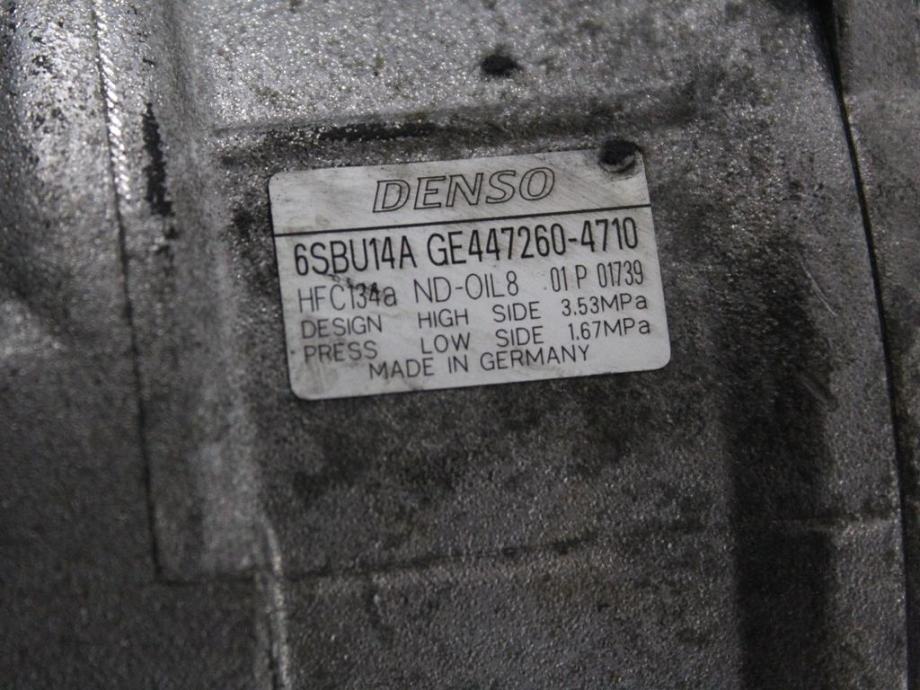 DENSO
6SBU14A GE447260-4710
HFC134a ND-OIL8 01 P 01739
DESIGN HIGH SIDE 3.53MPa
PRESS LOW SIDE 1.67MPa
MADE IN GERMANY